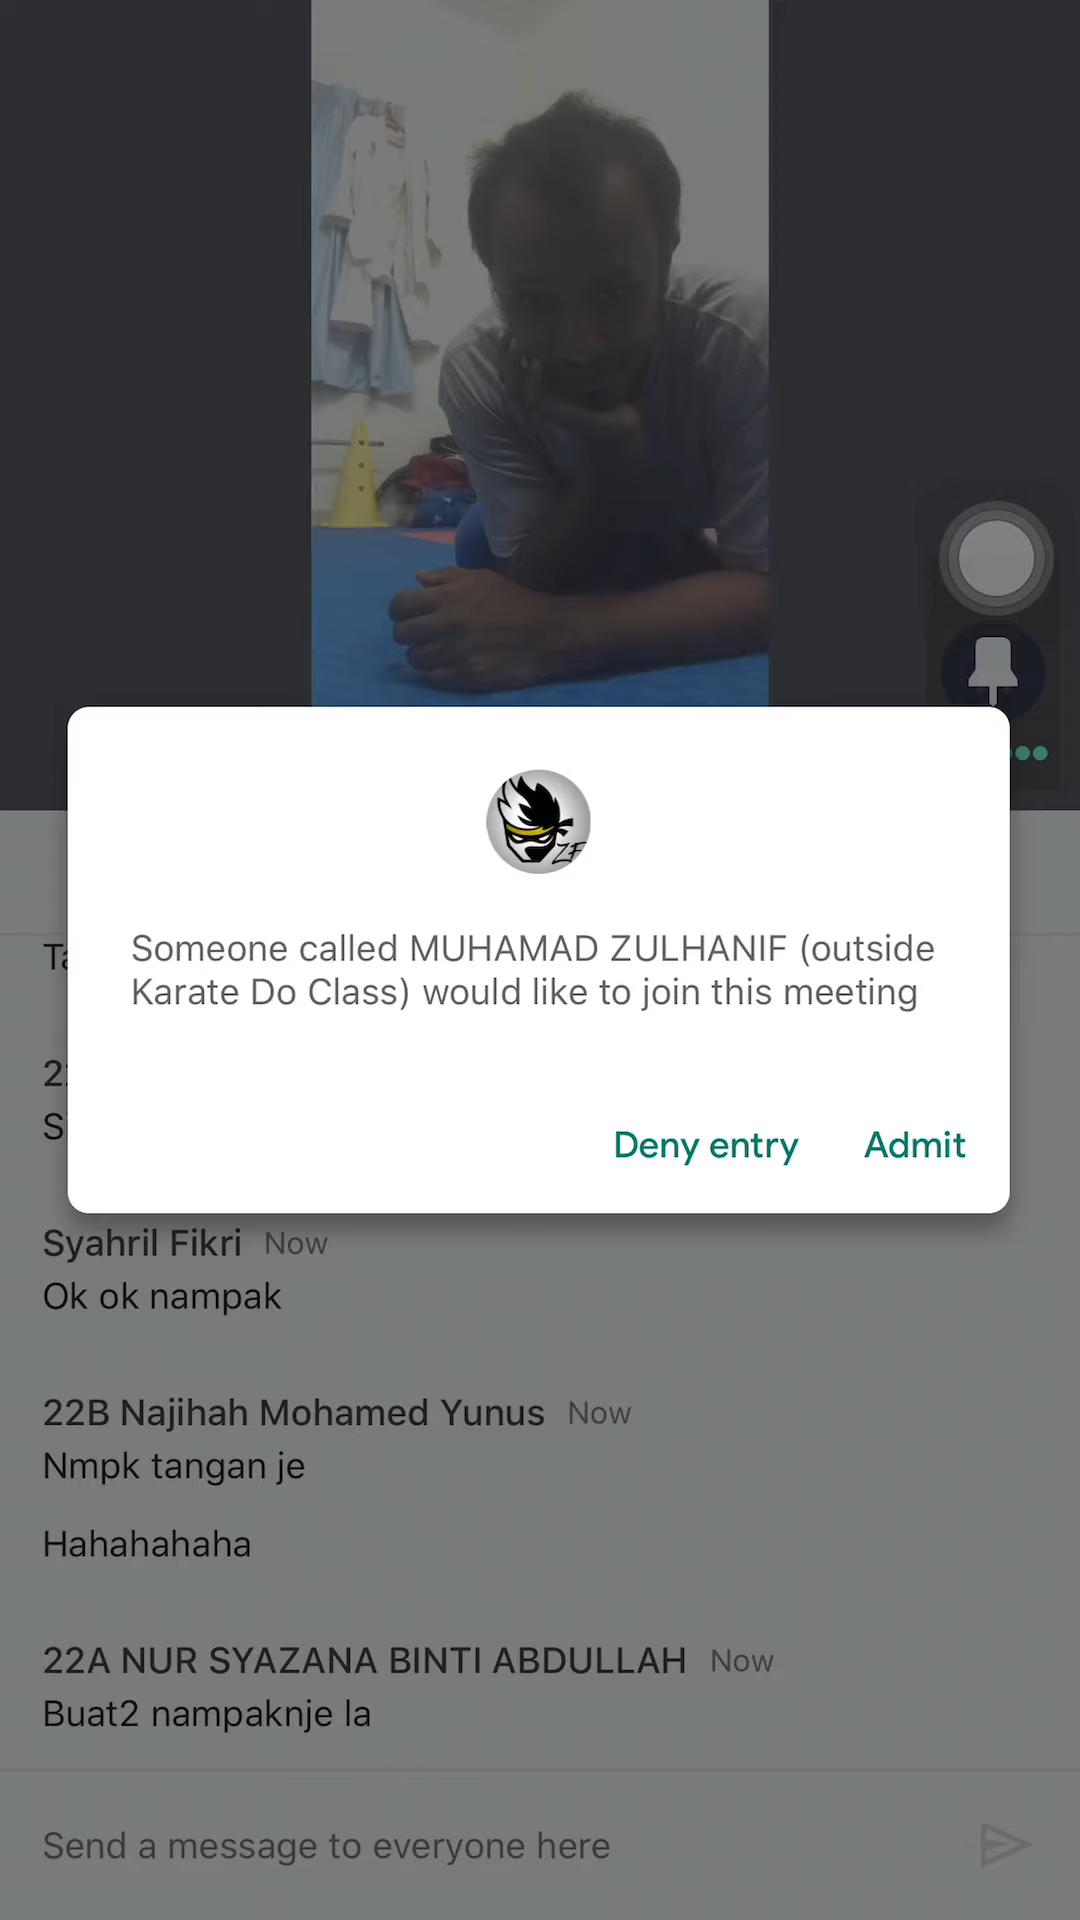 ZF
Someone called MUHAMAD ZULHANIF (outside
Karate Do Class) would like to join this meeting
Deny entry Admit
Syahril Fikri Now
Ok ok nampak
22B Najihah Mohamed Yunus Now
Nmpk tangan je
Hahahahaha
22A NUR SYAZANA BINTI ABDULLAH Now
Buat2 nampaknje la
Send a message to everyone here